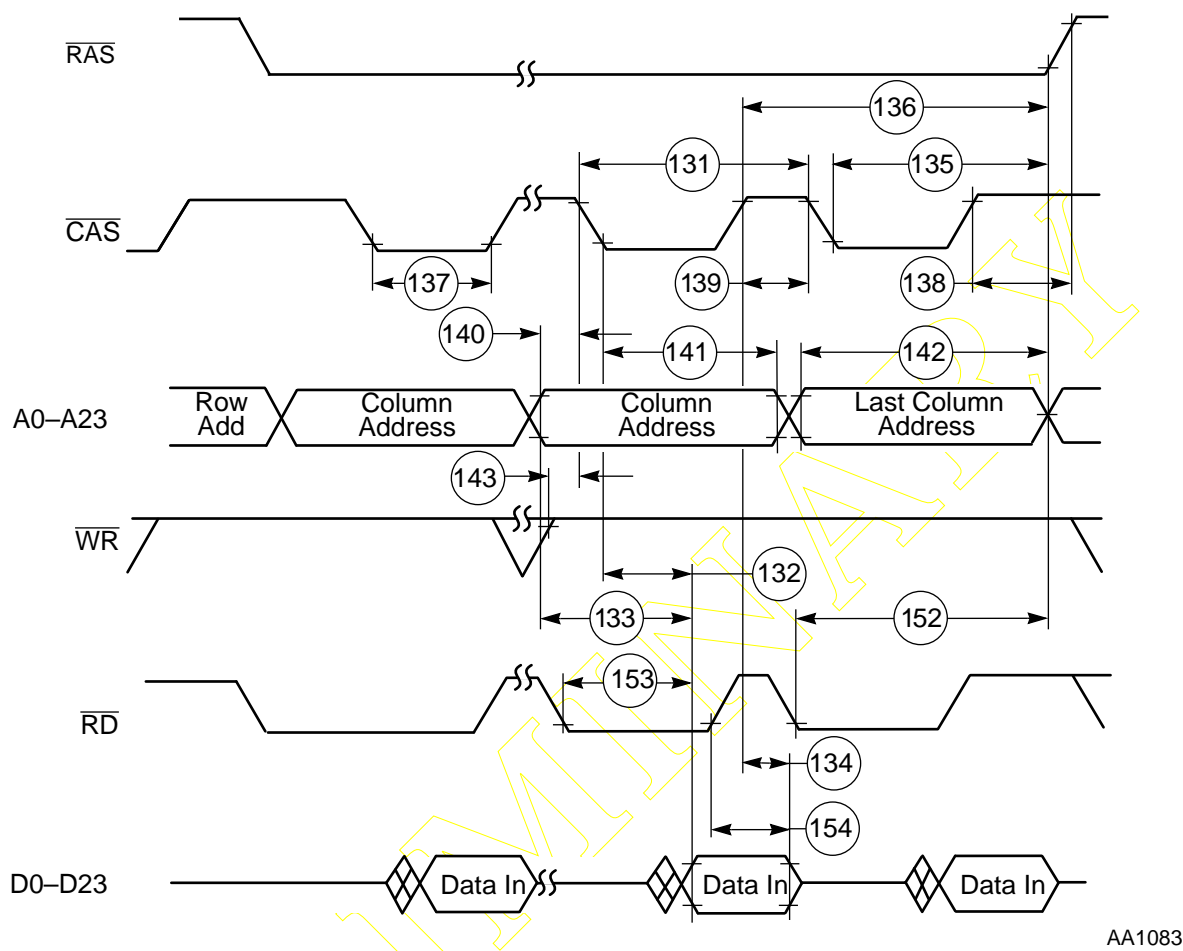 RAS
136
131
135
CAS
137
139
138
140
141
142
A0–A23
Row
Add
Column
Address
Column
Address
Last Column
Address
143
WR
132
133
152
153
RD
134
154
D0–D23
Data In
Data In
Data In
AA1083